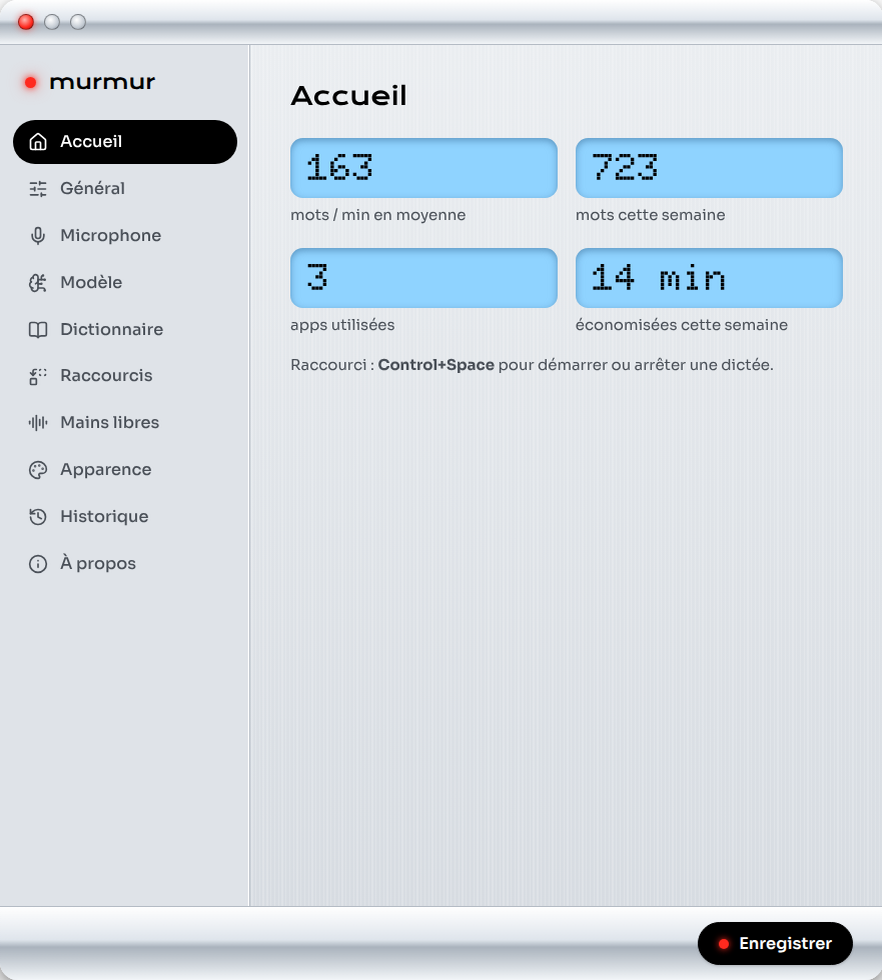 murmur
Accueil
Général
Microphone
Modèle
Dictionnaire
Raccourcis
Mains libres
Apparence
Historique
À propos
Accueil
163
mots / min en moyenne
723
mots cette semaine
3
apps utilisées
14 min
économisées cette semaine
Raccourci : Control+Space pour démarrer ou arrêter une dictée.
Enregistrer